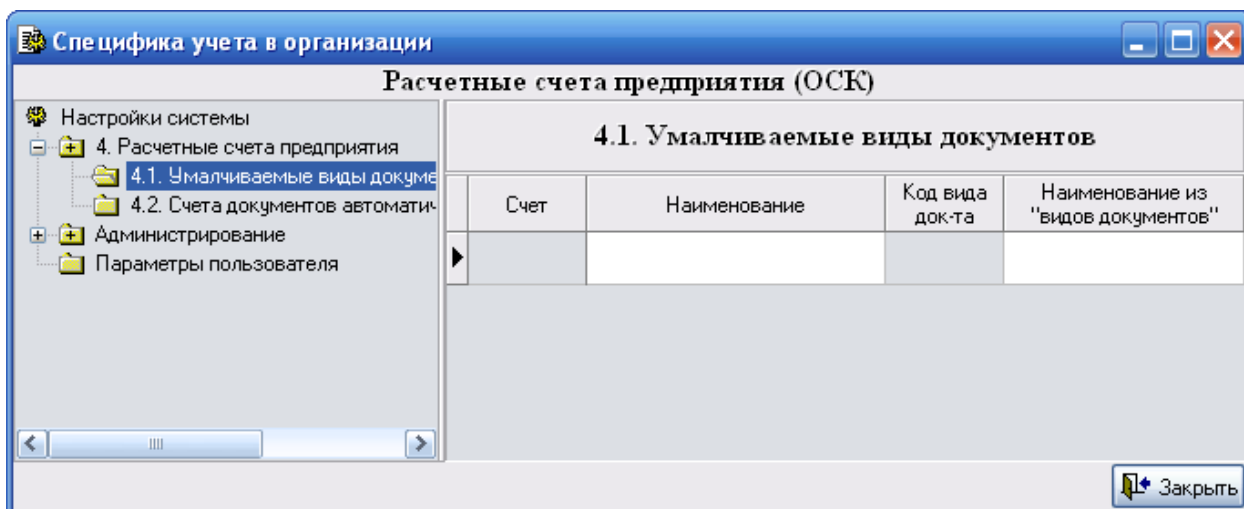 Специфика учета в организации
Расчетные счета предприятия (ОСК)
Настройки системы
4. Расчетные счета предприятия
4.1. Умалчиваемые виды докуме
4.2. Счета документов автоматич
Администрирование
Параметры пользователя
4.1. Умалчиваемые виды документов
Счет
Наименование
Код вида
док-та
Наименование из
"видов документов"
Закрыть